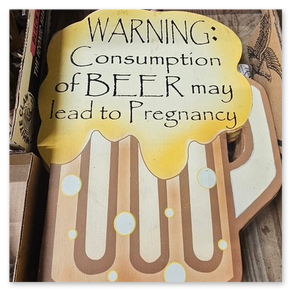 WARNING:
Consumption
of BEER may
lead to Pregnancy